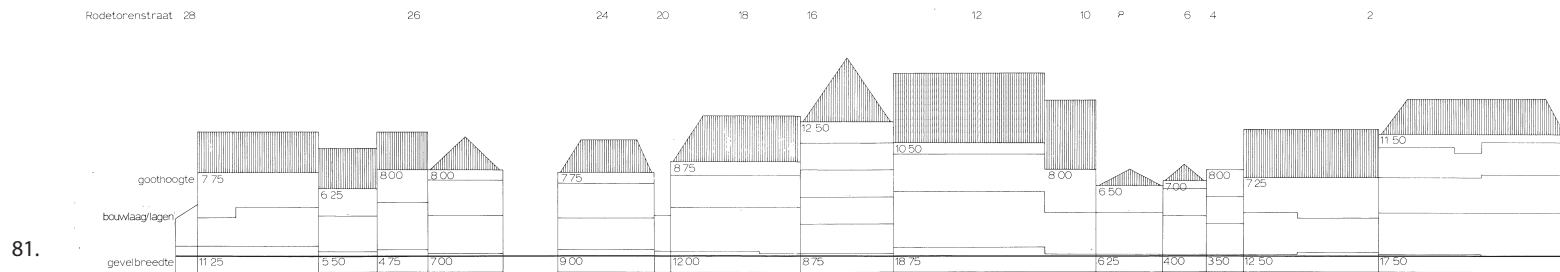 Rodetorenstraat 28 26 24 20 18 16 12 10 8 6 4 2
12 50
11 50
10 50
8 75
goothoogte 7 75 6 25 8 00 8 00 7 75 8 00 6 50 7 00 8 00 7 25
bouwlaag/lagen
81.
gevelbreedte 11 25 5 50 4 75 7 00 9 00 12 00 8 75 18 75 6 25 4 00 3 50 12 50 17 50